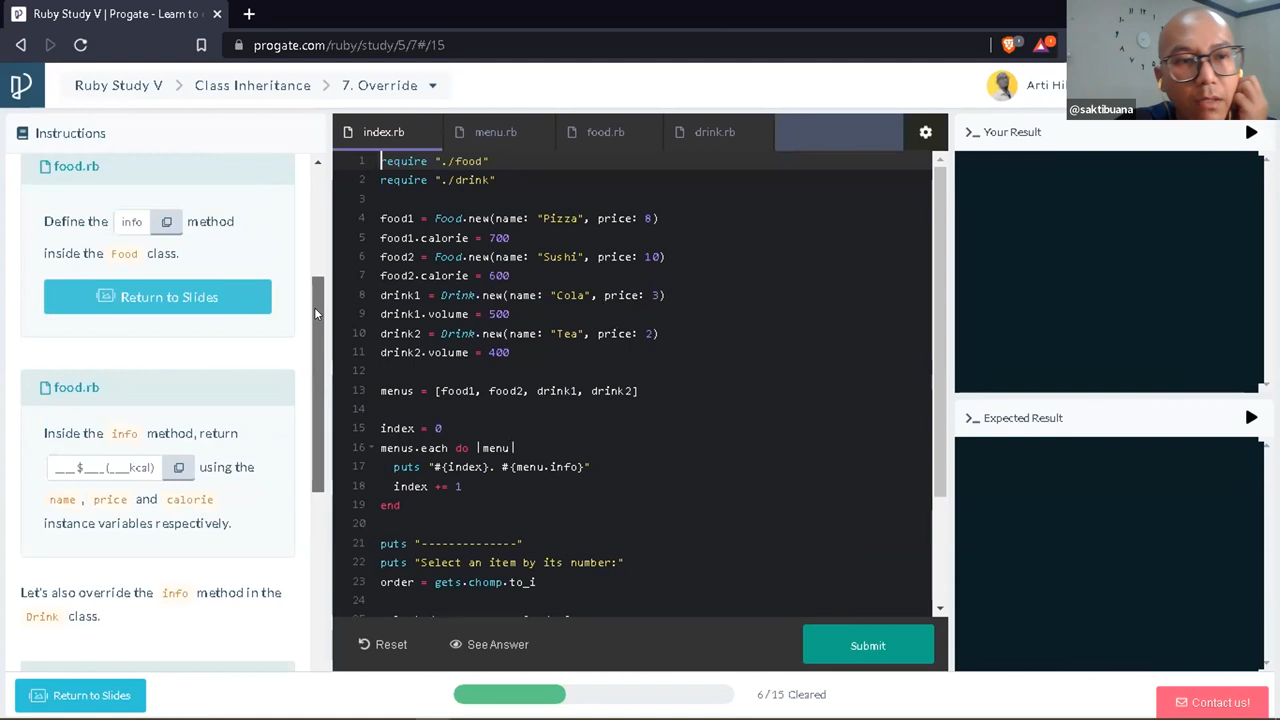 Ruby Study V | Progate - Learn to
progate.com/ruby/study/5/7#/15
Ruby Study V
Class Inheritance
7. Override
Arti
@saktibuana
Instructions
food.rb
Define the info method
inside the Food class.
Return to Slides
food.rb
Inside the info method, return
___$___(___kcal) using the
name, price and calorie
instance variables respectively.
Let's also override the info method in the
Drink class.
index.rb
menu.rb
food.rb
drink.rb
1 require "./food"
2 require "./drink"
3
4 food1 = Food.new(name: "Pizza", price: 8)
5 food1.calorie = 700
6 food2 = Food.new(name: "Sushi", price: 10)
7 food2.calorie = 600
8 drink1 = Drink.new(name: "Cola", price: 3)
9 drink1.volume = 500
10 drink2 = Drink.new(name: "Tea", price: 2)
11 drink2.volume = 400
12
13 menus = [food1, food2, drink1, drink2]
14
15 index = 0
16 menus.each do |menu|
17 puts "#{index}. #{menu.info}"
18 index += 1
19 end
20
21 puts "--------------"
22 puts "Select an item by its number:"
23 order = gets.chomp.to_i
24
Reset
See Answer
Submit
>_ Your Result
>_ Expected Result
Return to Slides
6/15 Cleared
Contact us!